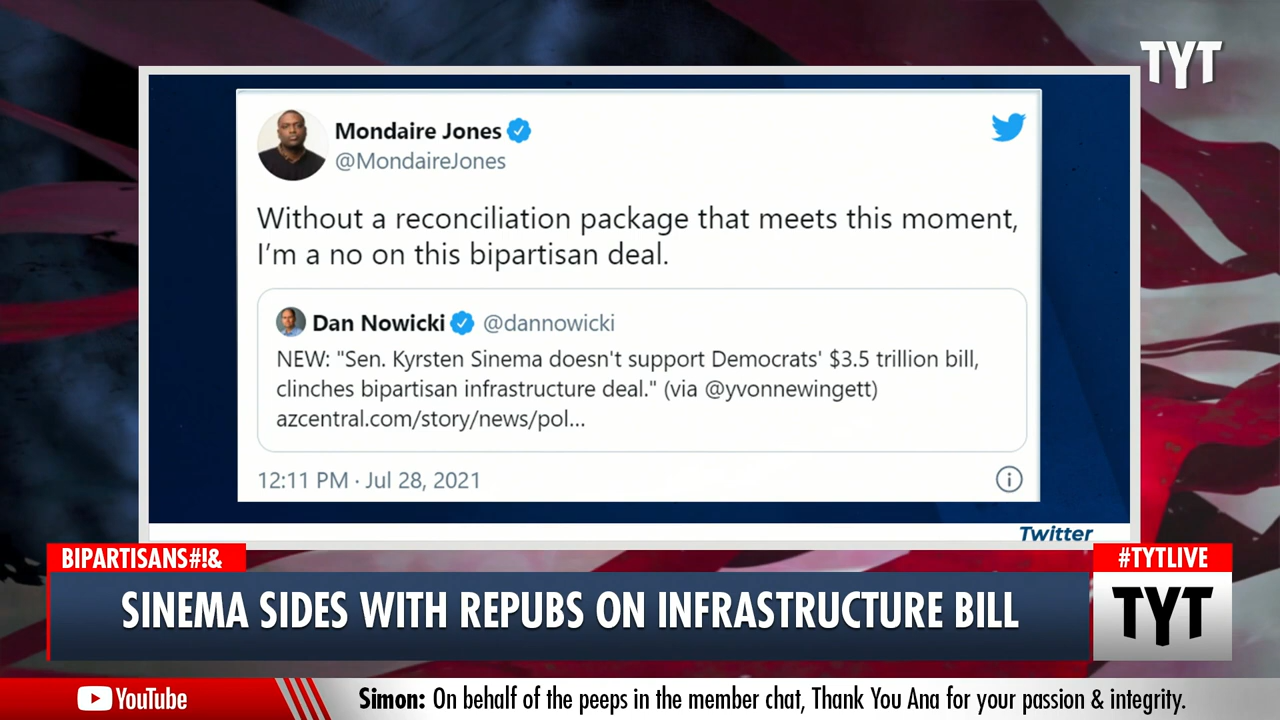 TYT
Mondaire Jones
@MondaireJones
Without a reconciliation package that meets this moment,
I'm a no on this bipartisan deal.
Dan Nowicki @dannowicki
NEW: "Sen. Kyrsten Sinema doesn't support Democrats' $3.5 trillion bill,
clinches bipartisan infrastructure deal." (via @yvonnewingett)
azcentral.com/story/news/pol...
12:11 PM · Jul 28, 2021
Twitter
BIPARTISANS#!&
#TYTLIVE
SINEMA SIDES WITH REPUBS ON INFRASTRUCTURE BILL
TYT
YouTube
Simon: On behalf of the peeps in the member chat, Thank You Ana for your passion & integrity.